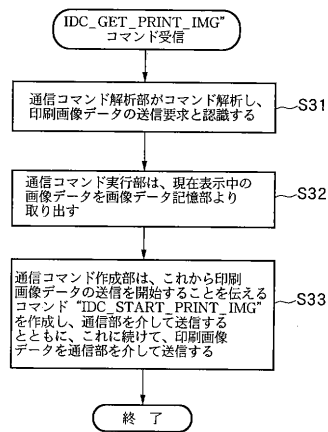 IDC_GET_PRINT_IMG”
コマンド受信
通信コマンド解析部がコマンド解析し、
印刷画像データの送信要求と認識する
S31
通信コマンド実行部は、現在表示中の
画像データを画像データ記憶部より
取り出す
S32
通信コマンド作成部は、これから印刷
画像データの送信を開始することを伝える
コマンド“IDC_START_PRINT_IMG”
を作成し、通信部を介して送信する
とともに、これに続けて、印刷画像
データを通信部を介して送信する
S33
終 了